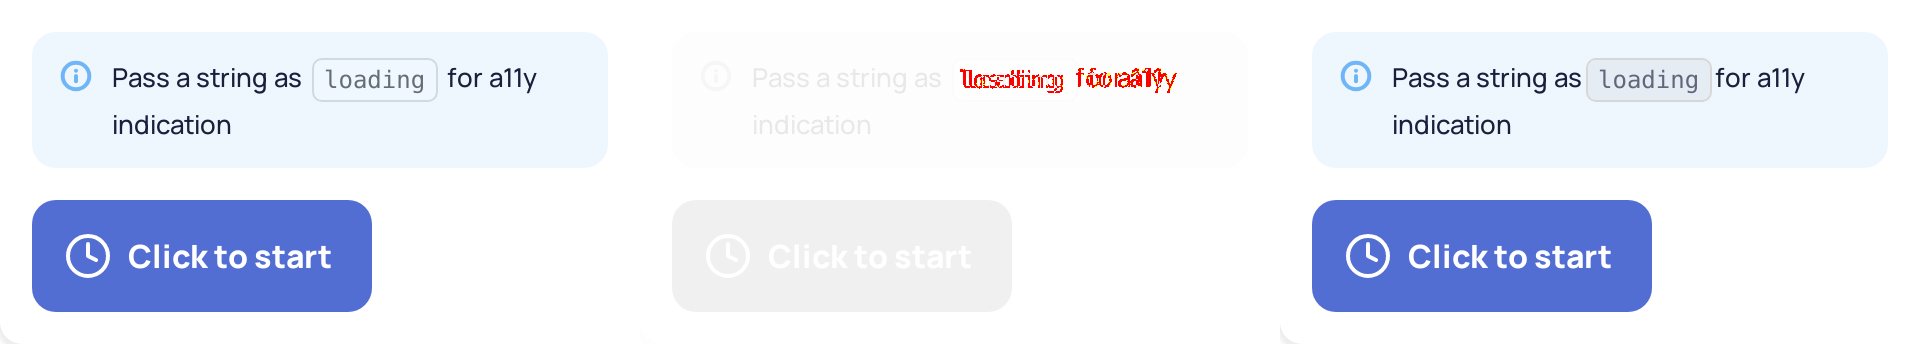 Pass a string as loading for a11y
indication
Click to start
Pass a string as
indication
Click to start
Pass a string as loading for a11y
indication
Click to start